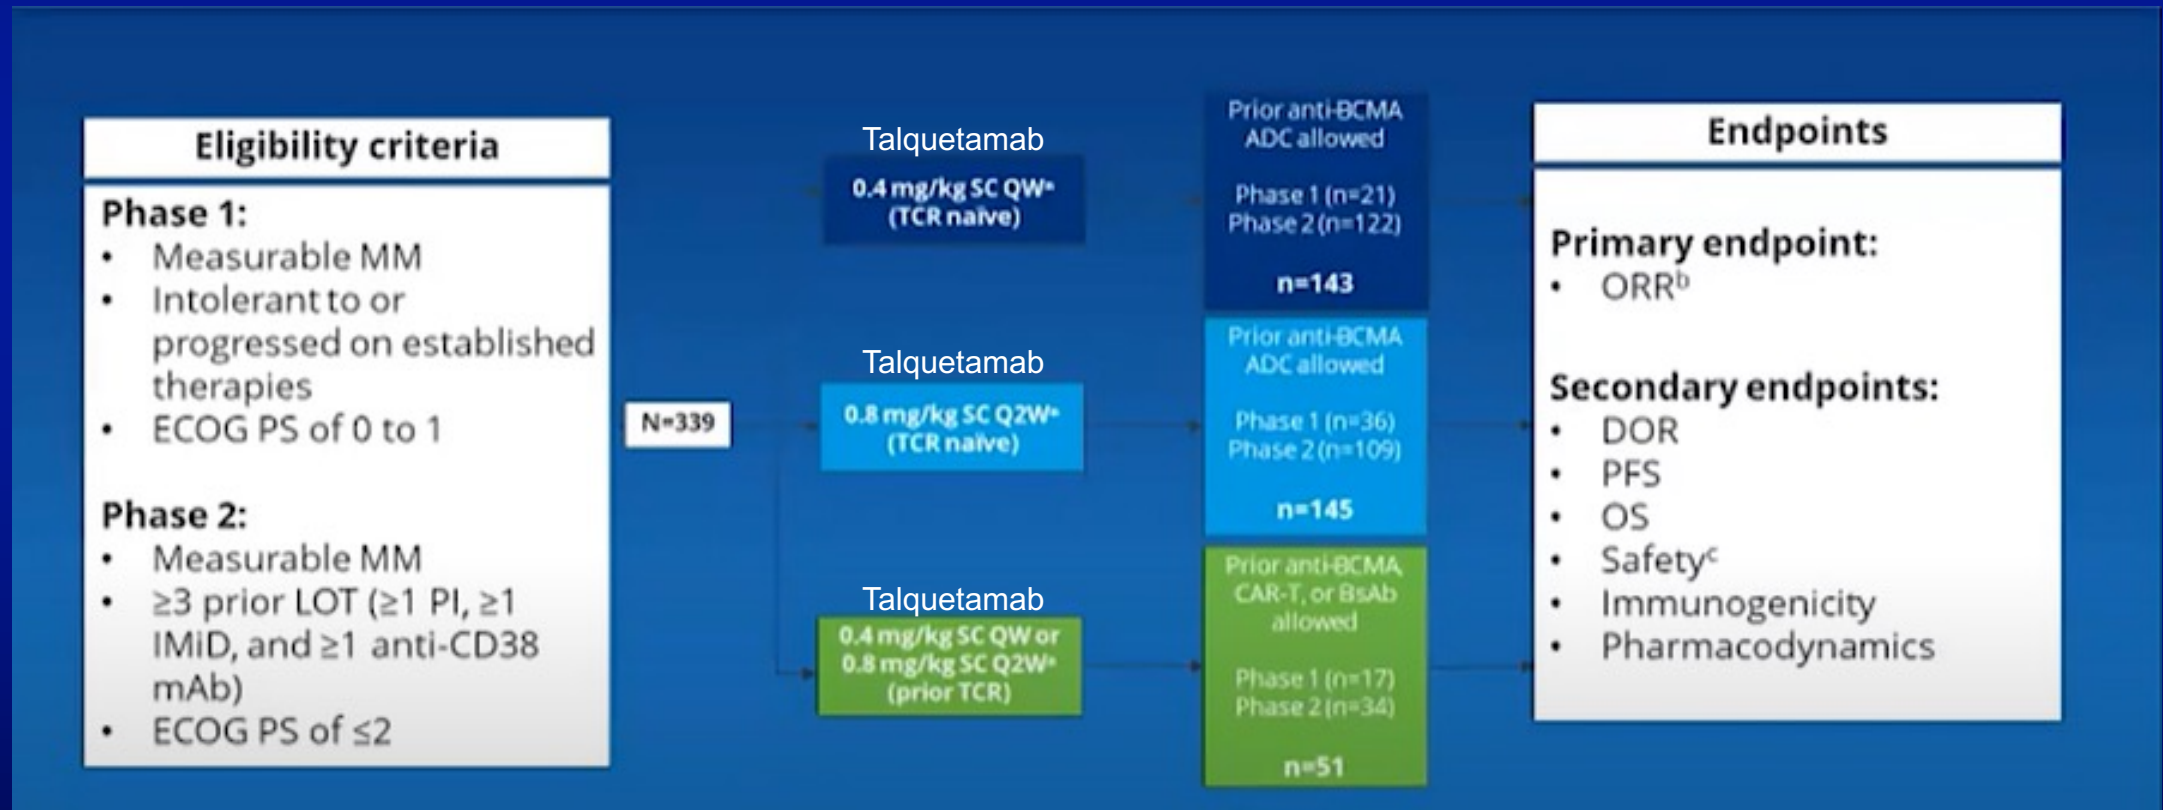 Eligibility criteria
Phase 1:
• Measurable MM
• Intolerant to or
progressed on established
therapies
• ECOG PS of 0 to 1
Phase 2:
• Measurable MM
• ≥3 prior LOT (≥1 PI, ≥1
IMiD, and ≥1 anti-CD38
mAb)
• ECOG PS of ≤2
N=339
Talquetamab
0.4 mg/kg SC QWᵃ
(TCR naïve)
Talquetamab
0.8 mg/kg SC Q2Wᵃ
(TCR naïve)
Talquetamab
0.4 mg/kg SC QW or
0.8 mg/kg SC Q2Wᵃ
(prior TCR)
Prior anti-BCMA
ADC allowed
Phase 1 (n=21)
Phase 2 (n=122)
n=143
Prior anti-BCMA
ADC allowed
Phase 1 (n=36)
Phase 2 (n=109)
n=145
Prior anti-BCMA,
CAR-T, or BsAb
allowed
Phase 1 (n=17)
Phase 2 (n=34)
n=51
Endpoints
Primary endpoint:
• ORRᵇ
Secondary endpoints:
• DOR
• PFS
• OS
• Safetyᶜ
• Immunogenicity
• Pharmacodynamics